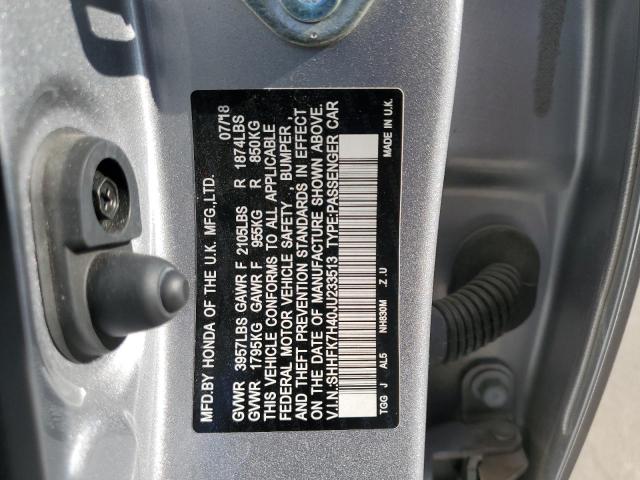 MFD.BY HONDA OF THE U.K. MFG.,LTD. 07/18
GVWR 3957LBS GAWR F 2105LBS R 1874LBS
GVWR 1795KG GAWR F 955KG R 850KG
THIS VEHICLE CONFORMS TO ALL APPLICABLE
FEDERAL MOTOR VEHICLE SAFETY , BUMPER ,
AND THEFT PREVENTION STANDARDS IN EFFECT
ON THE DATE OF MANUFACTURE SHOWN ABOVE.
V.I.N.:SHHFK7H40JU233513 TYPE:PASSENGER CAR
TGG J AL5 NH830M .Z .U MADE IN U.K.